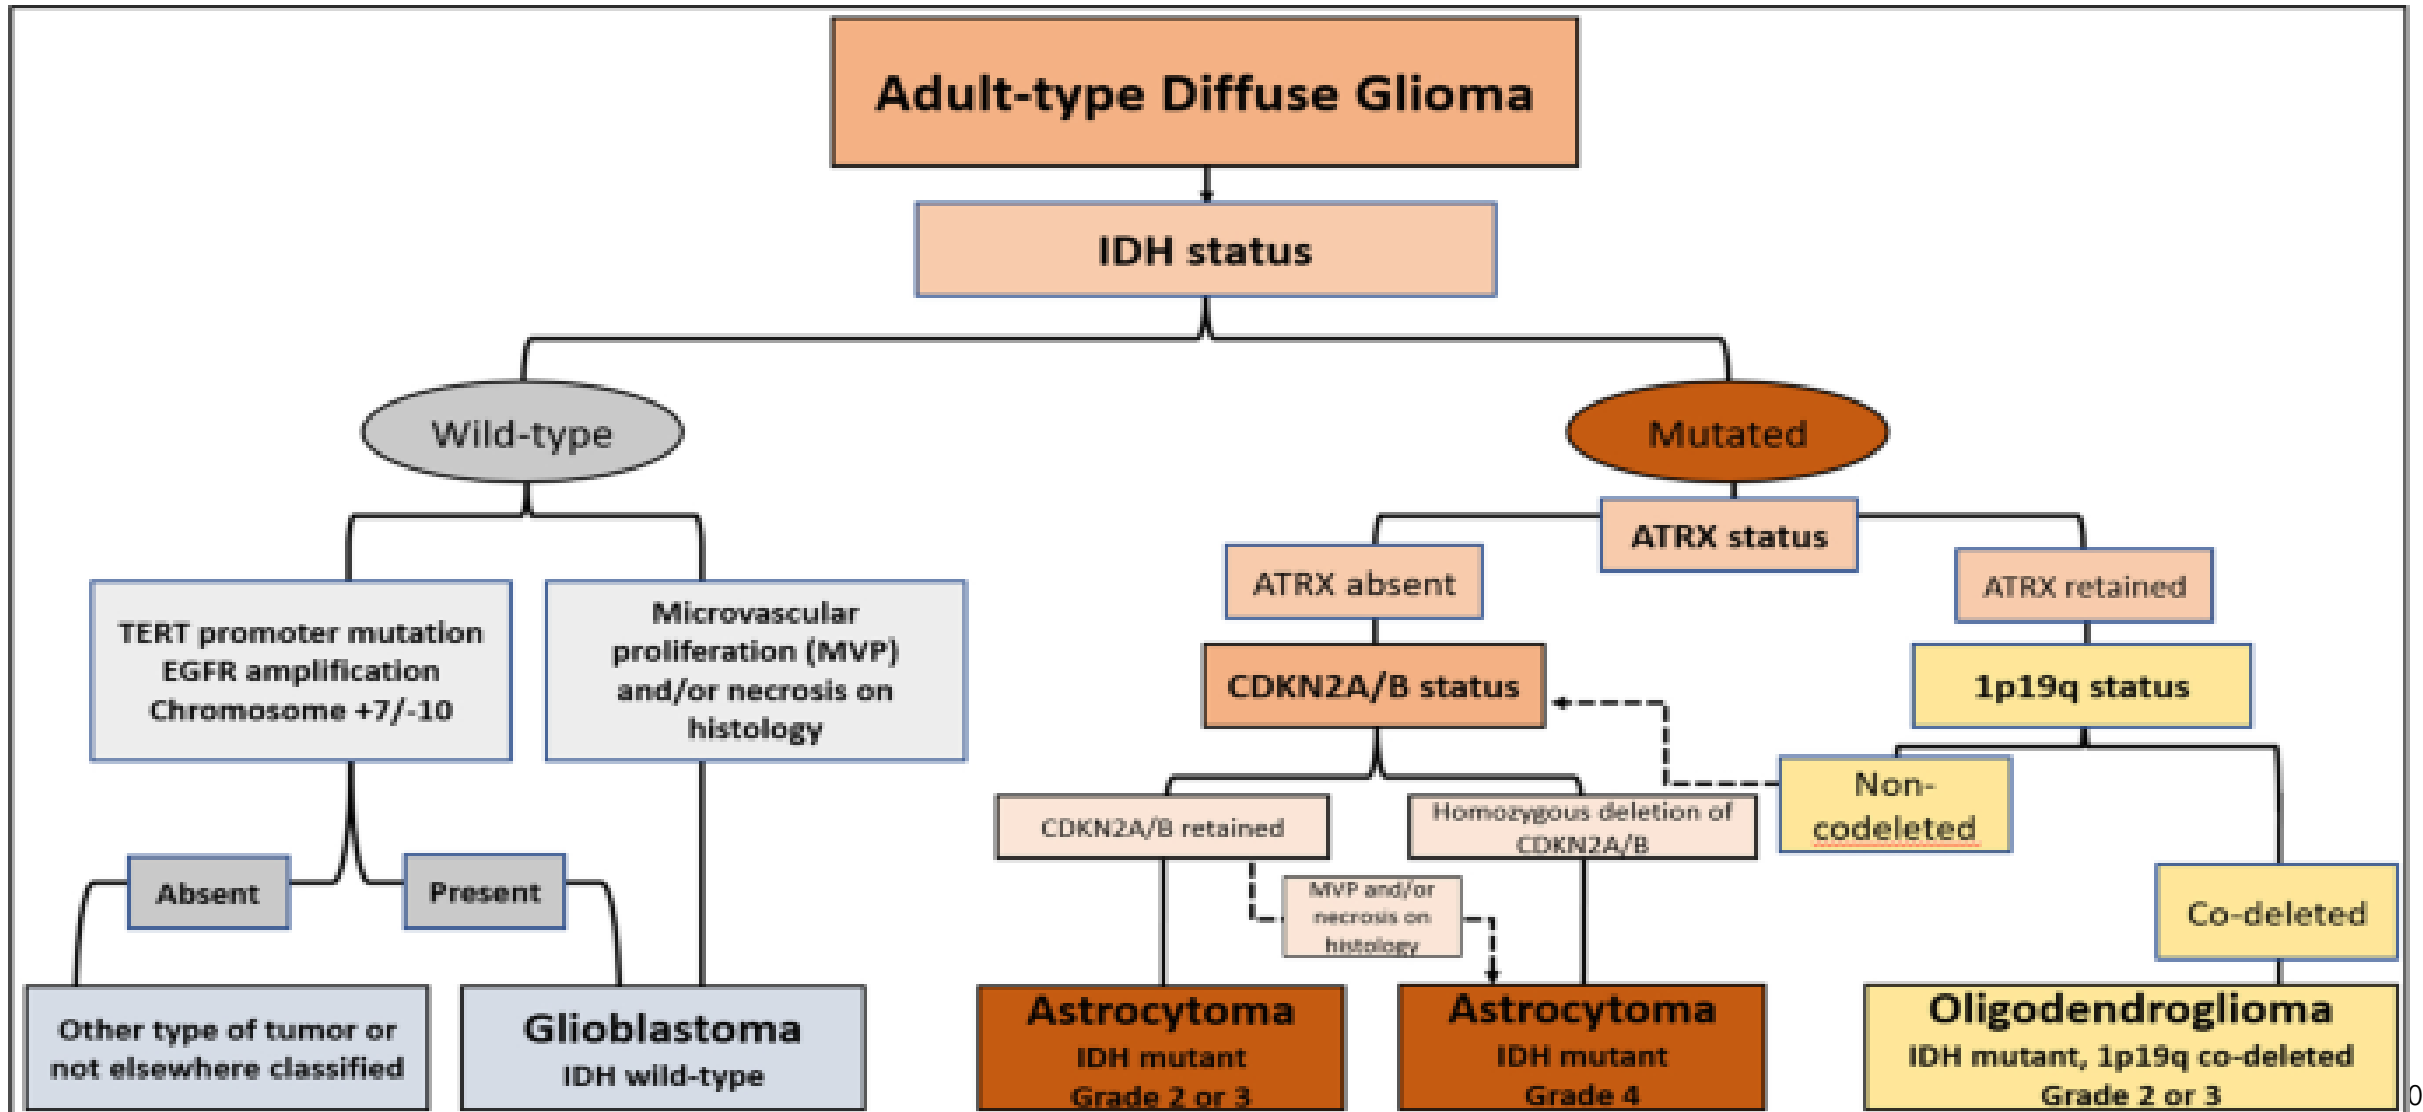 Adult-type Diffuse Glioma
IDH status
Wild-type
Mutated
ATRX status
ATRX absent
ATRX retained
TERT promoter mutation
EGFR amplification
Chromosome +7/-10
Microvascular
proliferation (MVP)
and/or necrosis on
histology
CDKN2A/B status
1p19q status
CDKN2A/B retained
Homozygous deletion of
CDKN2A/B
Non-
codeleted
Absent
Present
MVP and/or
necrosis on
histology
Co-deleted
Other type of tumor or
not elsewhere classified
Glioblastoma
IDH wild-type
Astrocytoma
IDH mutant
Grade 2 or 3
Astrocytoma
IDH mutant
Grade 4
Oligodendroglioma
IDH mutant, 1p19q co-deleted
Grade 2 or 3
0